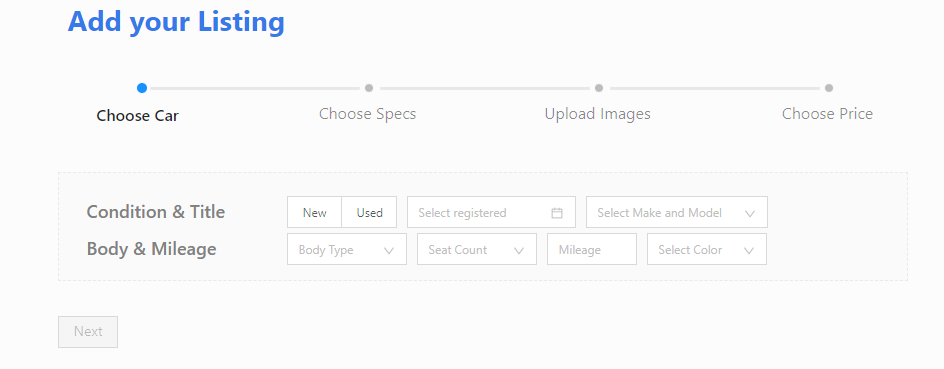 Add your Listing
Choose Car Choose Specs Upload Images Choose Price
Condition & Title New Used Select registered Select Make and Model
Body & Mileage Body Type Seat Count Mileage Select Color
Next